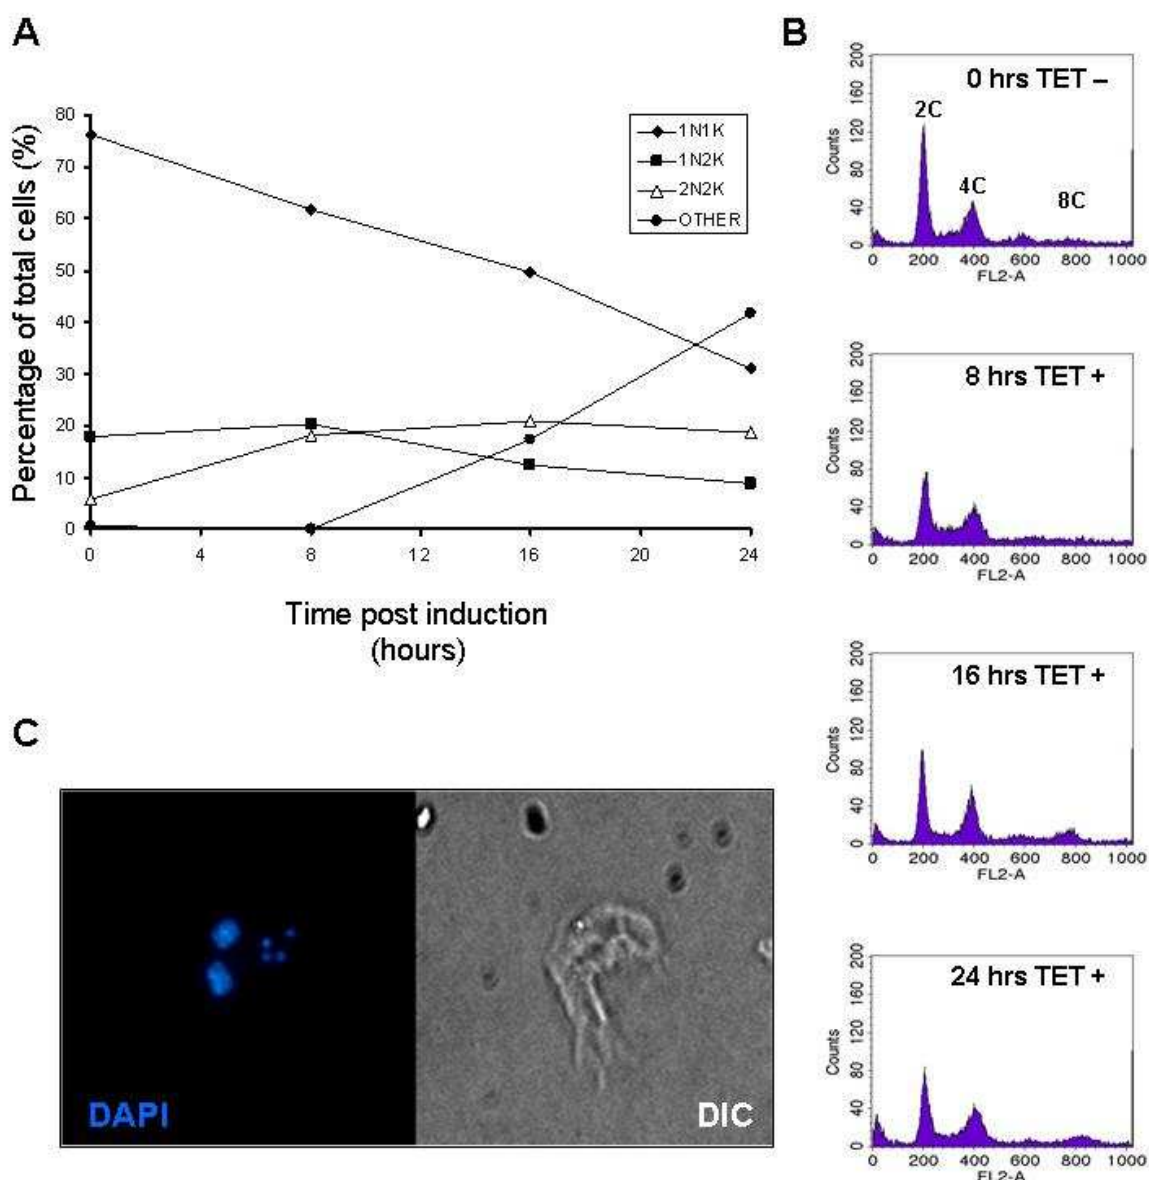 A
Percentage of total cells (%)
80
70
60
50
40
30
20
10
0
0 4 8 12 16 20 24
Time post induction
(hours)
1N1K
1N2K
2N2K
OTHER
B
0 hrs TET –
2C
4C
8C
Counts
200
160
120
80
40
0
0 200 400 600 800 1000
FL2-A
8 hrs TET +
Counts
200
160
120
80
40
0
0 200 400 600 800 1000
FL2-A
16 hrs TET +
Counts
200
160
120
80
40
0
0 200 400 600 800 1000
FL2-A
24 hrs TET +
Counts
200
160
120
80
40
0
0 200 400 600 800 1000
FL2-A
C
DAPI
DIC